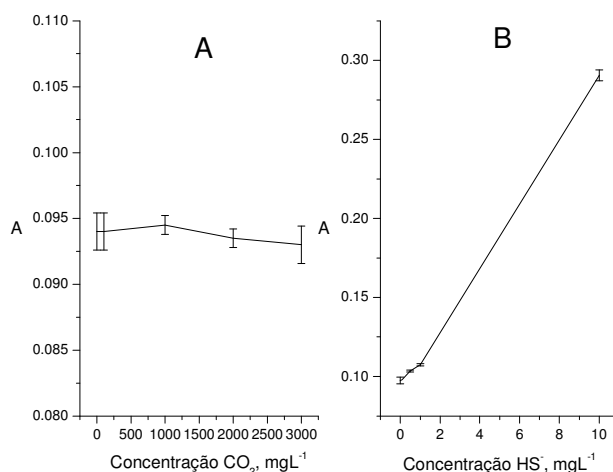 A
0.110
0.105
0.100
0.095
0.090
0.085
0.080
A
0 500 1000 1500 2000 2500 3000
Concentração CO₂, mgL⁻¹
B
0.30
0.25
0.20
0.15
0.10
A
0 2 4 6 8 10
Concentração HS⁻, mgL⁻¹